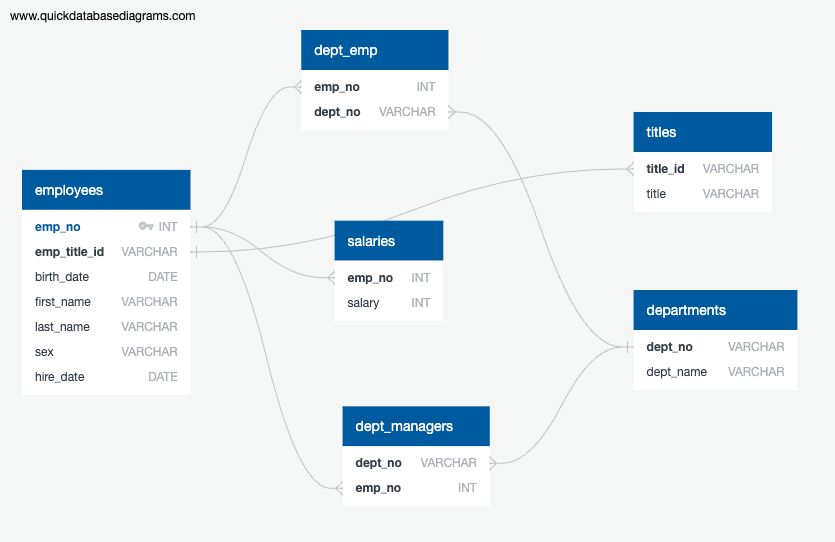 www.quickdatabasediagrams.com
dept_emp
emp_no INT
dept_no VARCHAR
titles
title_id VARCHAR
title VARCHAR
employees
emp_no INT
emp_title_id VARCHAR
birth_date DATE
first_name VARCHAR
last_name VARCHAR
sex VARCHAR
hire_date DATE
salaries
emp_no INT
salary INT
departments
dept_no VARCHAR
dept_name VARCHAR
dept_managers
dept_no VARCHAR
emp_no INT